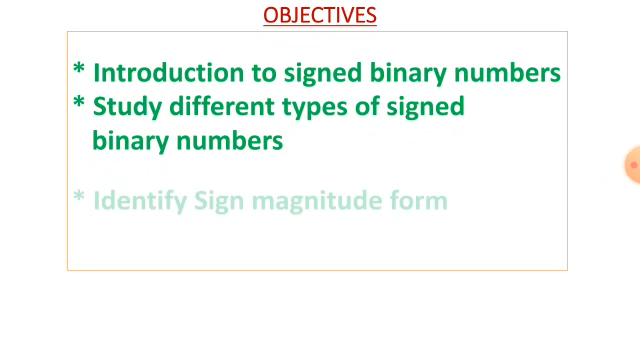 OBJECTIVES
* Introduction to signed binary numbers
* Study different types of signed
binary numbers
* Identify Sign magnitude form